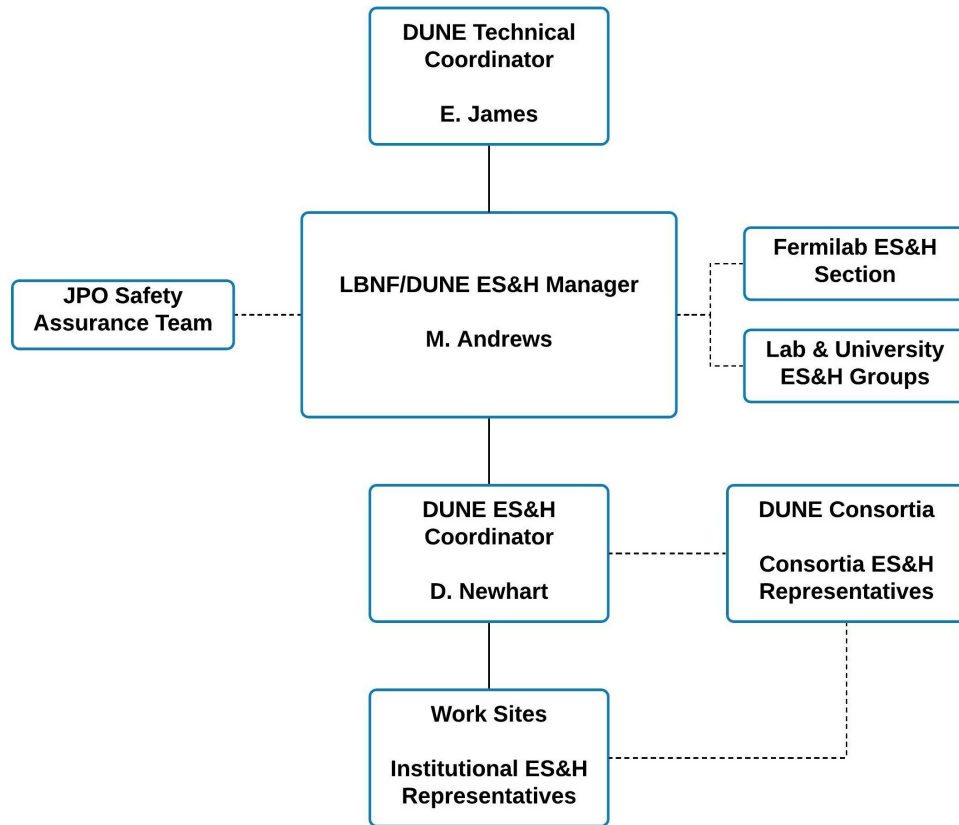 DUNE Technical
Coordinator
E. James
LBNF/DUNE ES&H Manager
M. Andrews
JPO Safety
Assurance Team
Fermilab ES&H
Section
Lab & University
ES&H Groups
DUNE ES&H
Coordinator
D. Newhart
DUNE Consortia
Consortia ES&H
Representatives
Work Sites
Institutional ES&H
Representatives